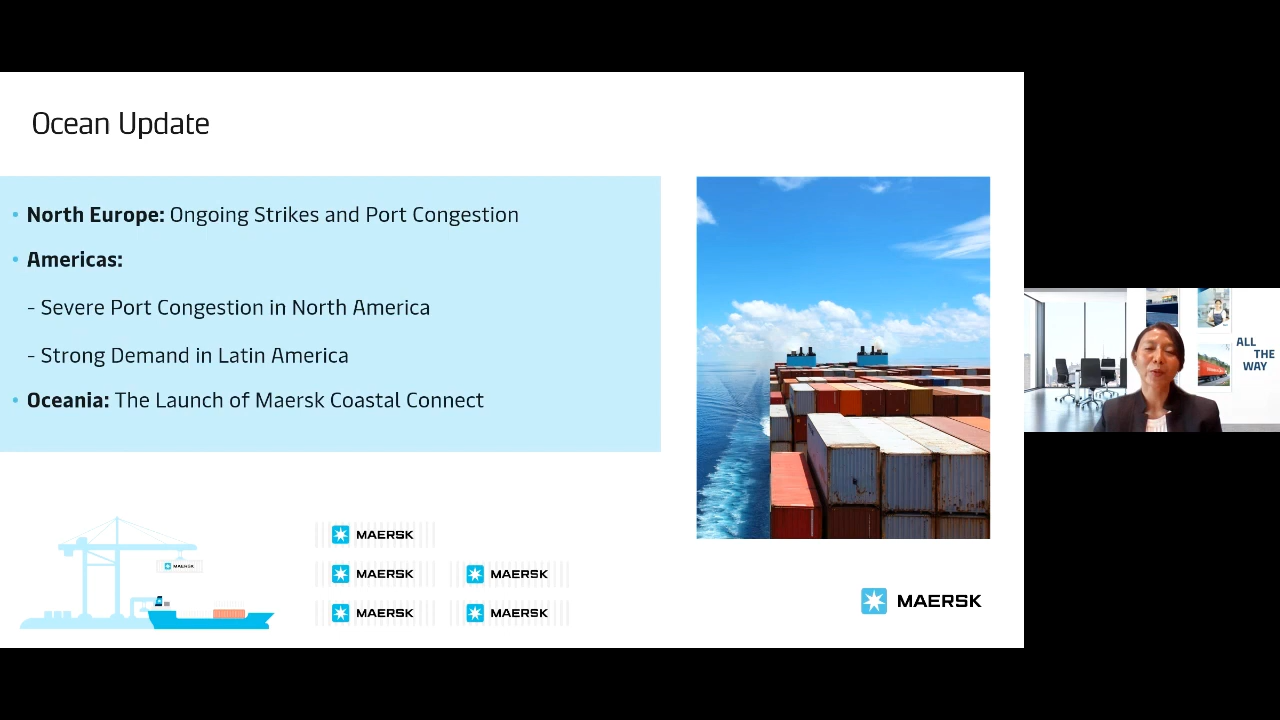 Ocean Update
• North Europe: Ongoing Strikes and Port Congestion
• Americas:
- Severe Port Congestion in North America
- Strong Demand in Latin America
• Oceania: The Launch of Maersk Coastal Connect
ALL
THE
WAY
MAERSK
MAERSK
MAERSK
MAERSK
MAERSK
MAERSK
MAERSK